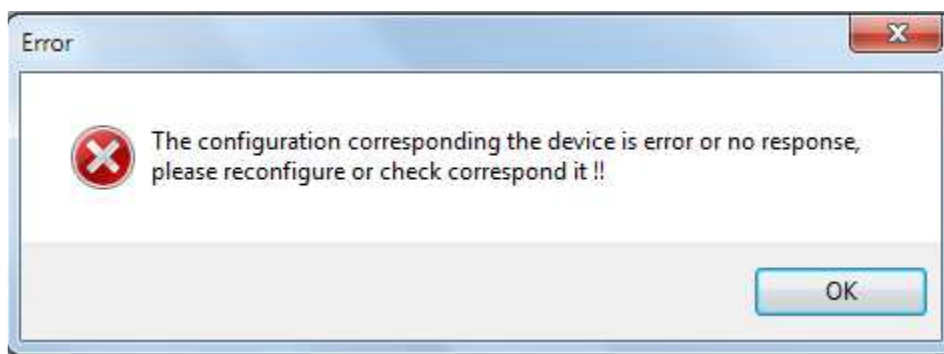 Error
The configuration corresponding the device is error or no response,
please reconfigure or check correspond it !!
OK